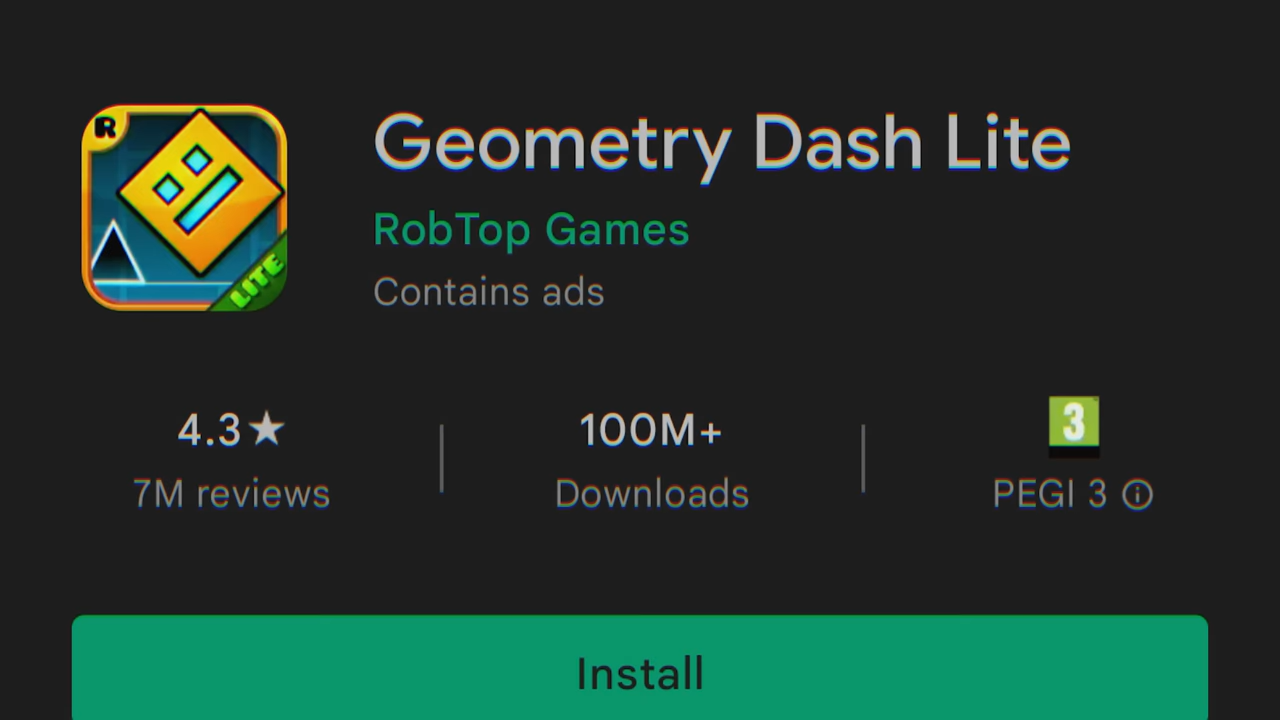 R
LITE
Geometry Dash Lite
RobTop Games
Contains ads
4.3★
7M reviews
100M+
Downloads
3
PEGI 3
Install